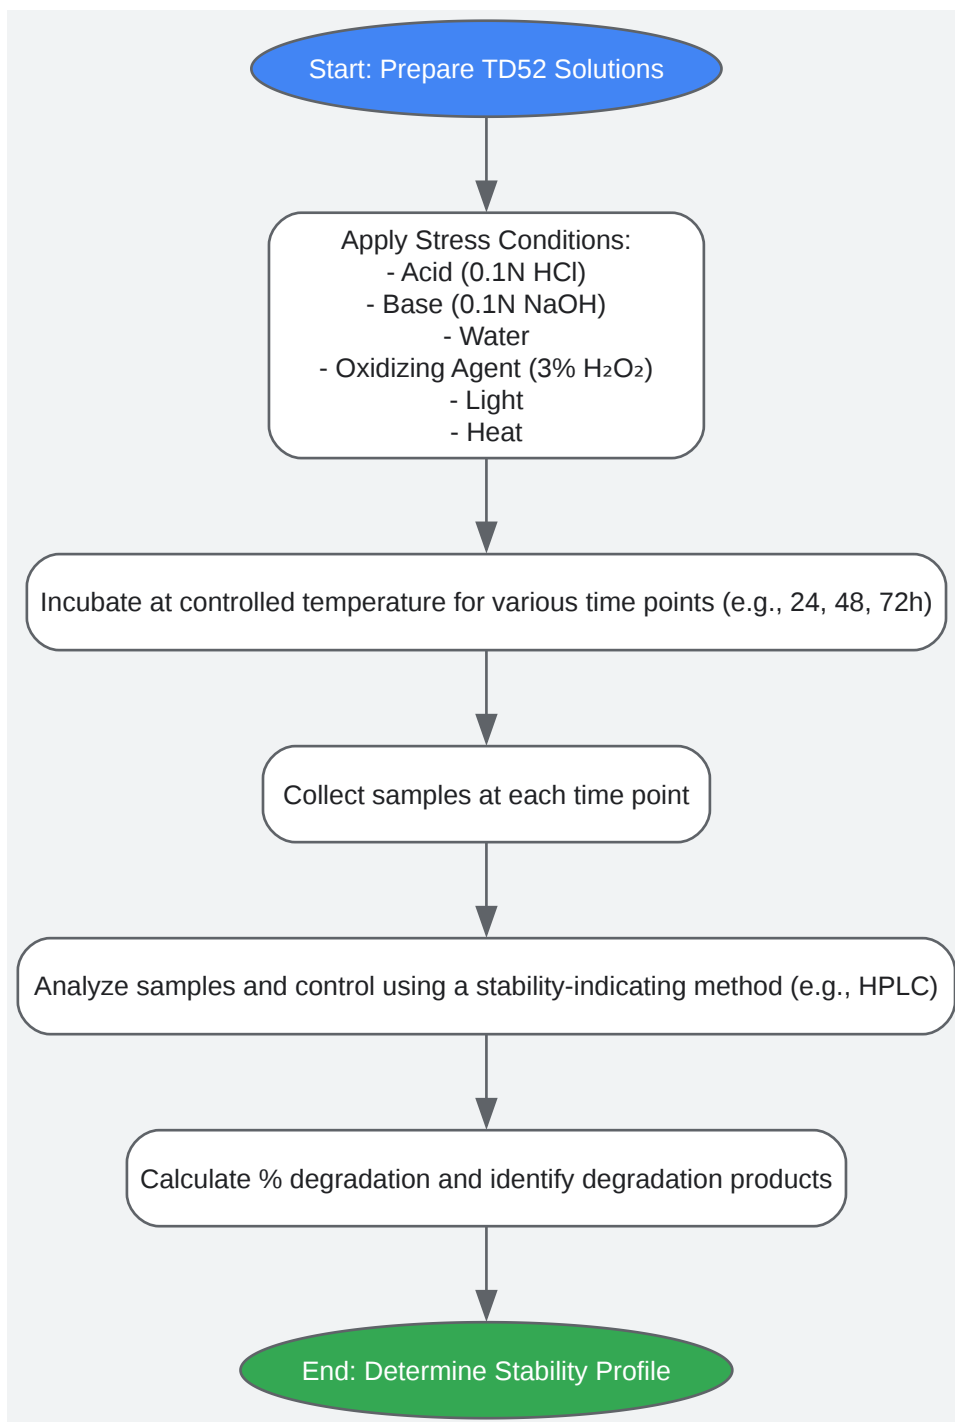 Start: Prepare TD52 Solutions
Apply Stress Conditions:
- Acid (0.1N HCl)
- Base (0.1N NaOH)
- Water
- Oxidizing Agent (3% H₂O₂)
- Light
- Heat
Incubate at controlled temperature for various time points (e.g., 24, 48, 72h)
Collect samples at each time point
Analyze samples and control using a stability-indicating method (e.g., HPLC)
Calculate % degradation and identify degradation products
End: Determine Stability Profile